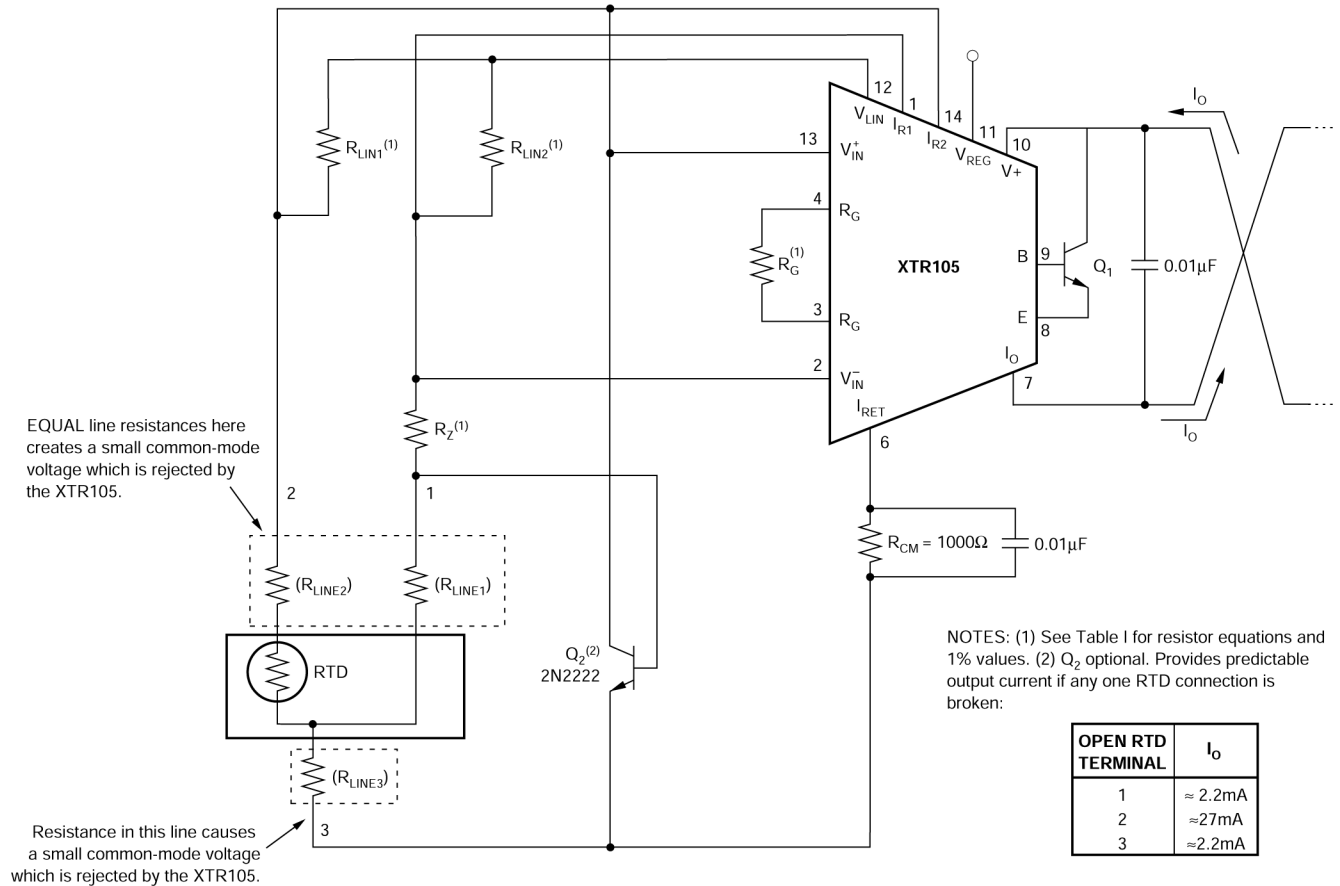 12
1
14
11
10
V_LIN
I_R1
I_R2
V_REG
V+
I_O
R_LIN1^(1)
R_LIN2^(1)
13
V_IN^+
4
R_G
R_G^(1)
XTR105
B
9
Q_1
0.01µF
3
R_G
E
8
I_O
7
2
V_IN^−
I_RET
6
I_O
R_Z^(1)
EQUAL line resistances here
creates a small common-mode
voltage which is rejected by
the XTR105.
2
1
(R_LINE2)
(R_LINE1)
R_CM = 1000Ω
0.01µF
RTD
Q_2^(2)
2N2222
(R_LINE3)
3
Resistance in this line causes
a small common-mode voltage
which is rejected by the XTR105.
NOTES: (1) See Table I for resistor equations and
1% values. (2) Q_2 optional. Provides predictable
output current if any one RTD connection is
broken:
OPEN RTD
TERMINAL
I_O
1
≈ 2.2mA
2
≈27mA
3
≈2.2mA